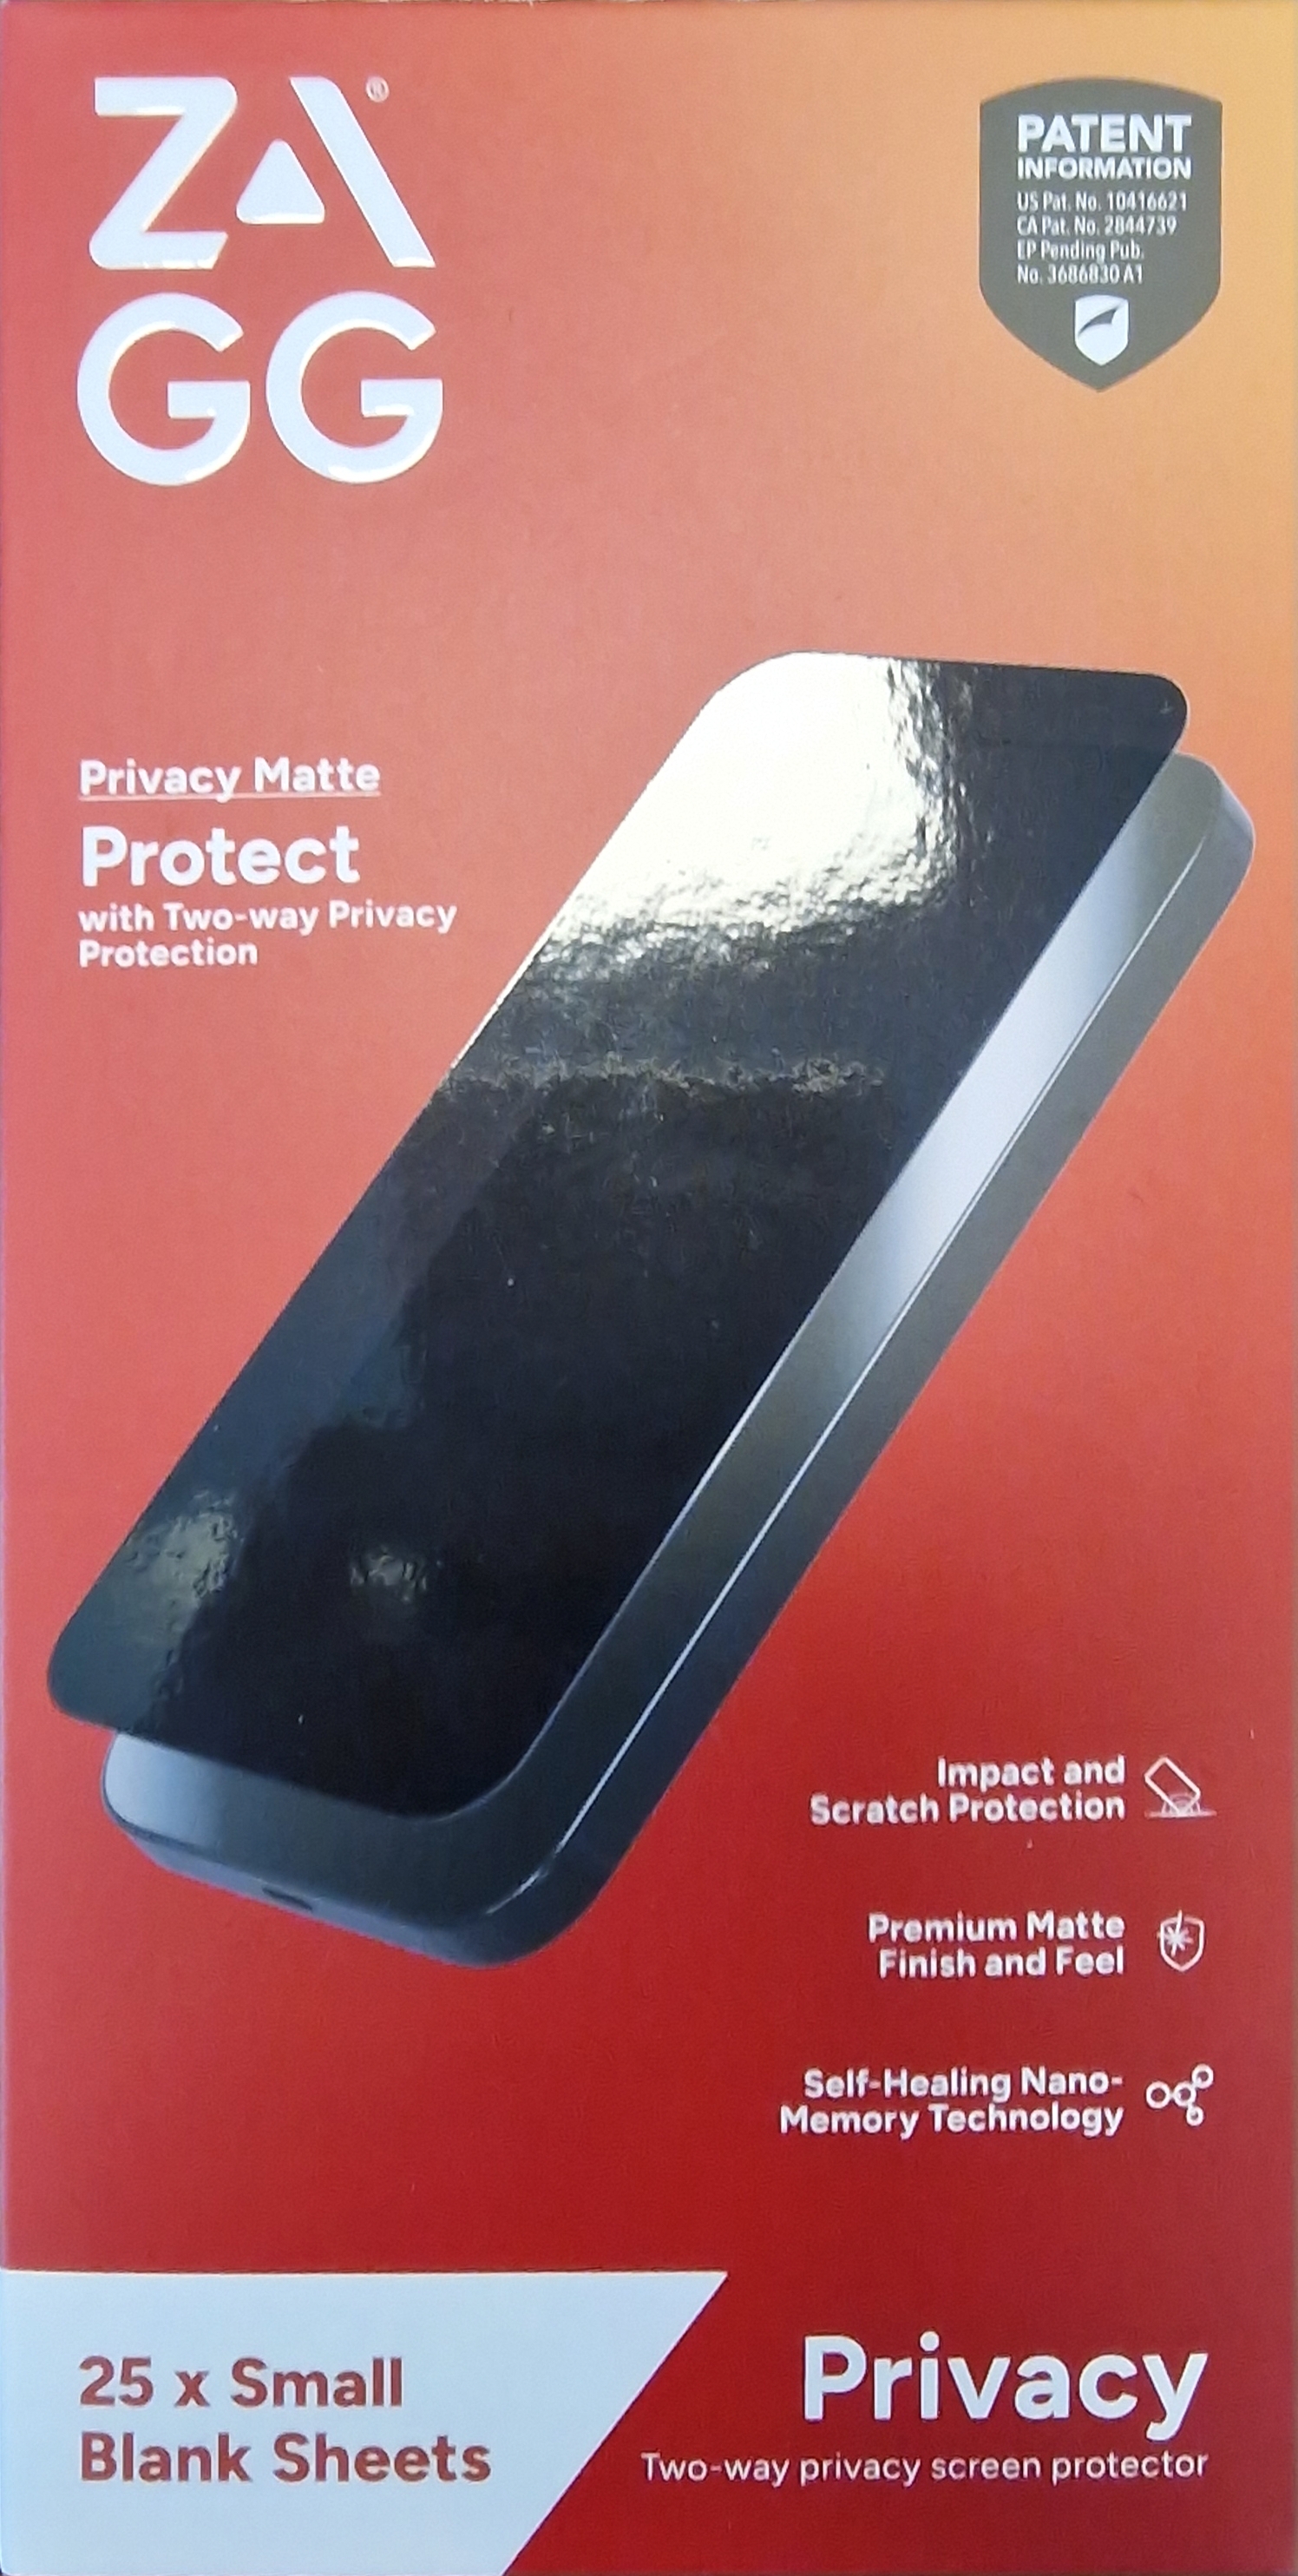 ZA®
GG
PATENT
INFORMATION
US Pat. No. 10416621
CA Pat. No. 2844739
EP Pending Pub.
No. 3686830 A1
Privacy Matte
Protect
with Two-way Privacy
Protection
Impact and
Scratch Protection
Premium Matte
Finish and Feel
Self-Healing Nano-
Memory Technology
25 x Small
Blank Sheets
Privacy
Two-way privacy screen protector